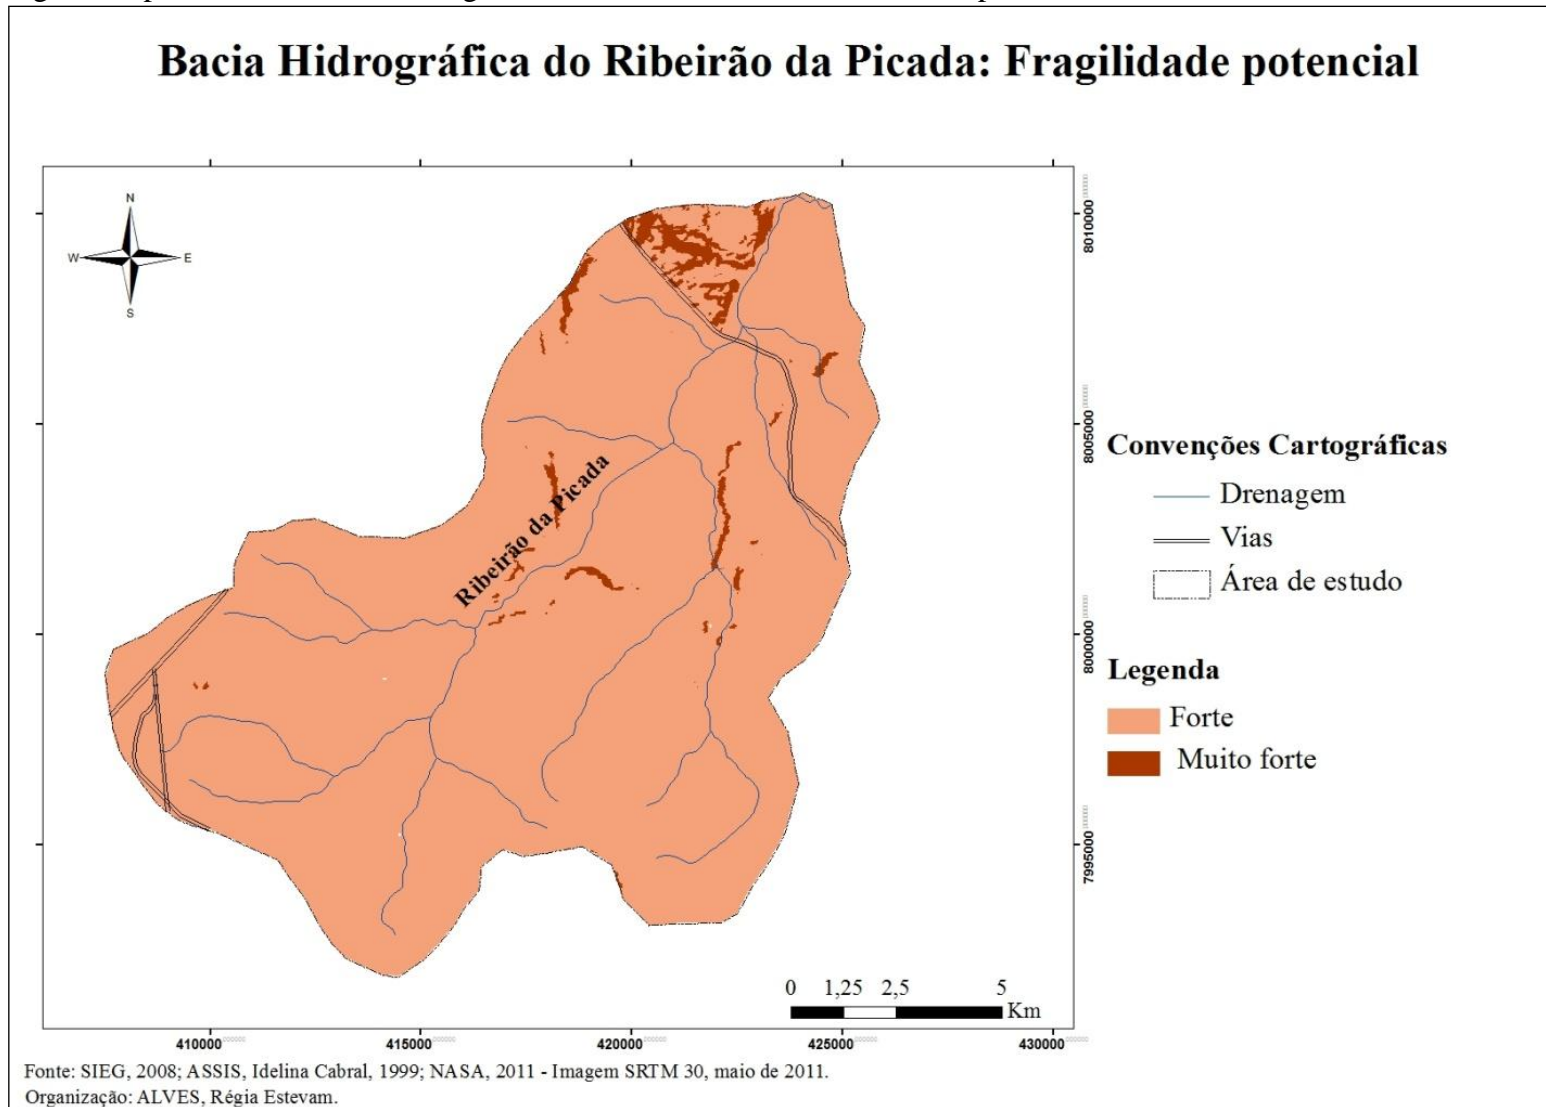 Bacia Hidrográfica do Ribeirão da Picada: Fragilidade potencial
N
W
E
S
8010000
8005000
8000000
7995000
Ribeirão da Picada
Convenções Cartográficas
Drenagem
Vias
Área de estudo
Legenda
Forte
Muito forte
0 1,25 2,5 5
Km
410000 415000 420000 425000 430000
Fonte: SIEG, 2008; ASSIS, Idelina Cabral, 1999; NASA, 2011 - Imagem SRTM 30, maio de 2011.
Organização: ALVES, Régia Estevam.